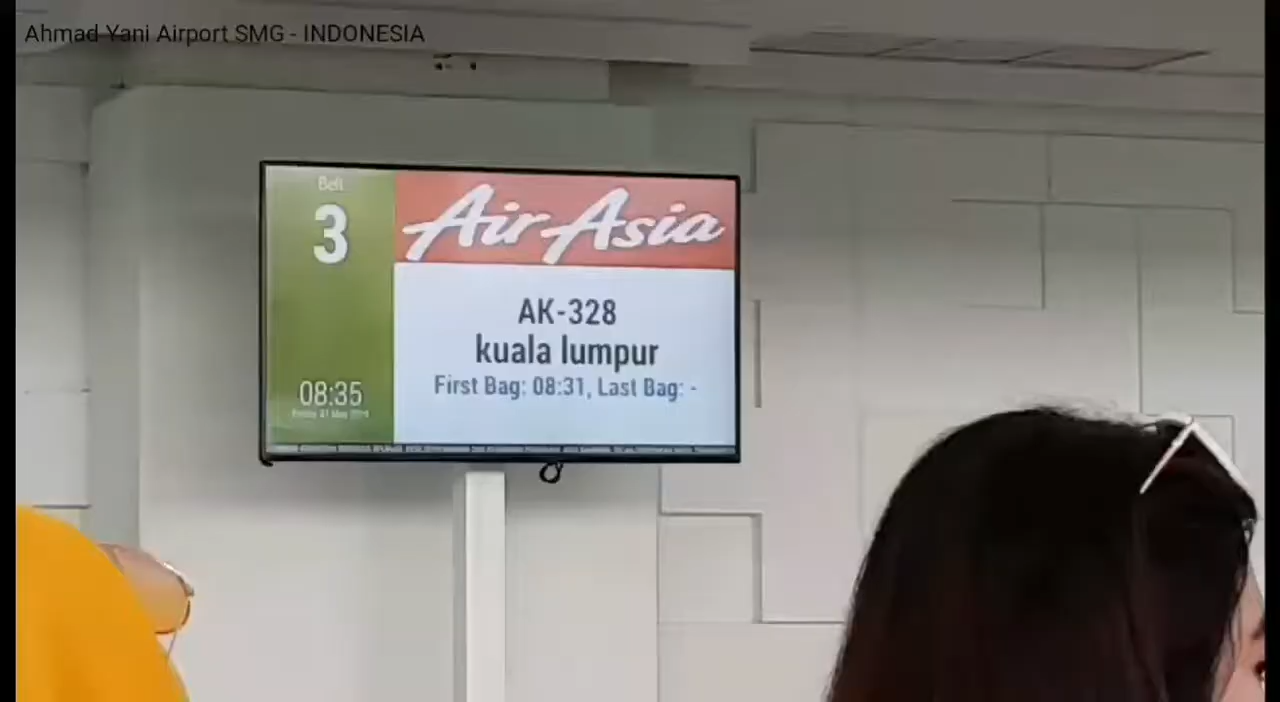 Ahmad Yani Airport SMG - INDONESIA
Belt
3
AirAsia
AK-328
kuala lumpur
First Bag: 08:31, Last Bag: -
08:35